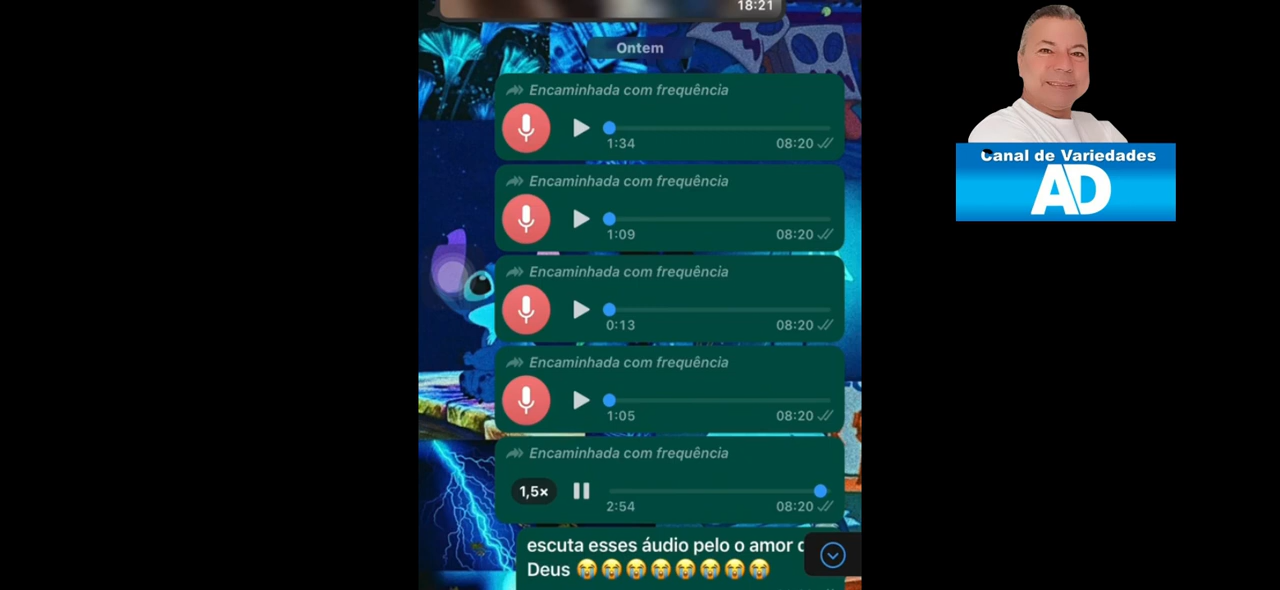 18:21
Ontem
Encaminhada com frequência
1:34 08:20
Encaminhada com frequência
1:09 08:20
Encaminhada com frequência
0:13 08:20
Encaminhada com frequência
1:05 08:20
Encaminhada com frequência
1,5×
2:54 08:20
escuta esses áudio pelo o amor d
Deus 😭😭😭😭😭😭😭😭
Canal de Variedades
AD